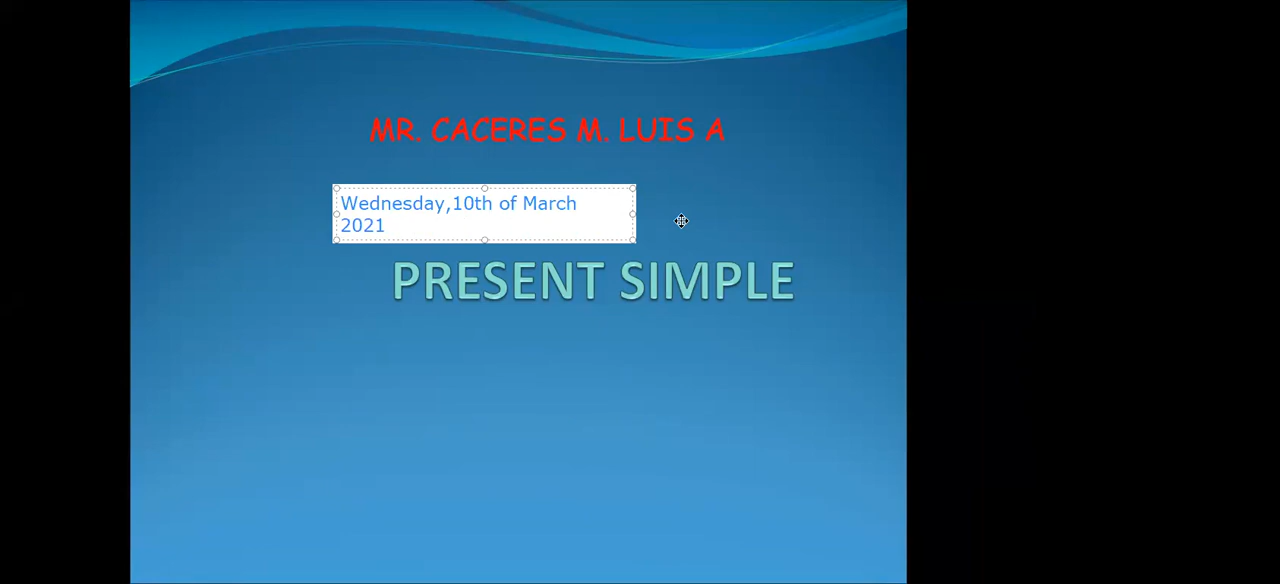 MR. CACERES M. LUIS A
Wednesday,10th of March
2021
PRESENT SIMPLE